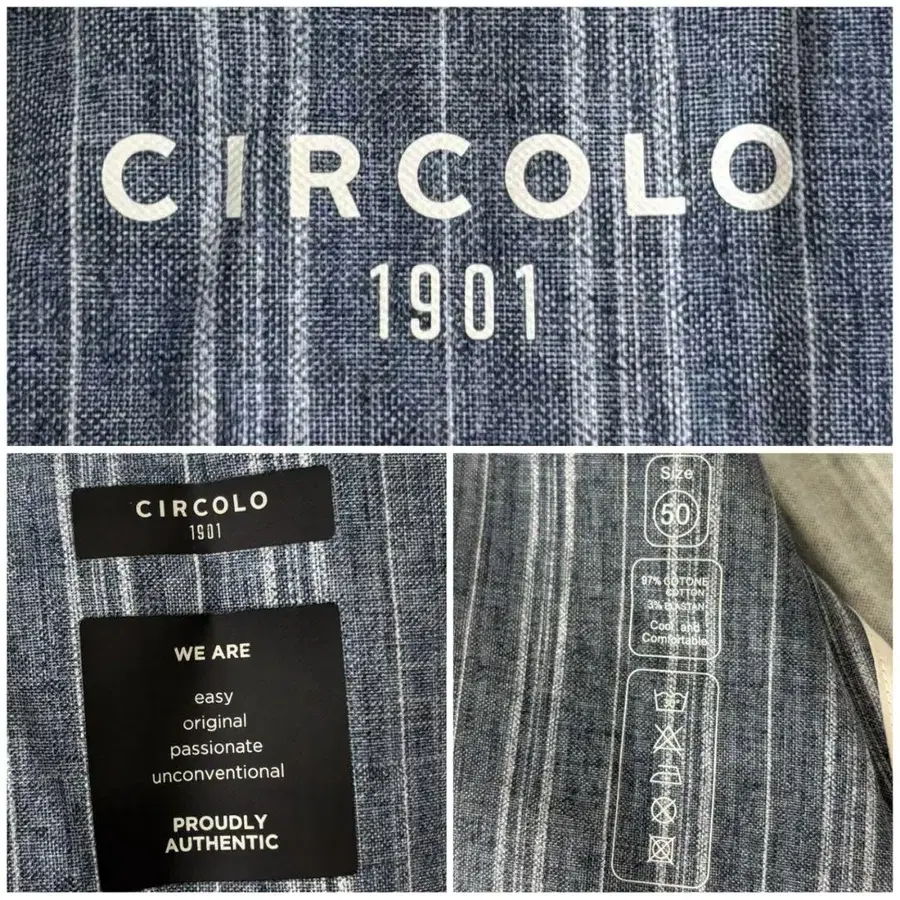 CIRCOLO
1901
CIRCOLO
1901
WE ARE
easy
original
passionate
unconventional
PROUDLY
AUTHENTIC
Size
50
97% COTONE
COTTON
3% ELASTAN
Cool and
Comfortable
30°